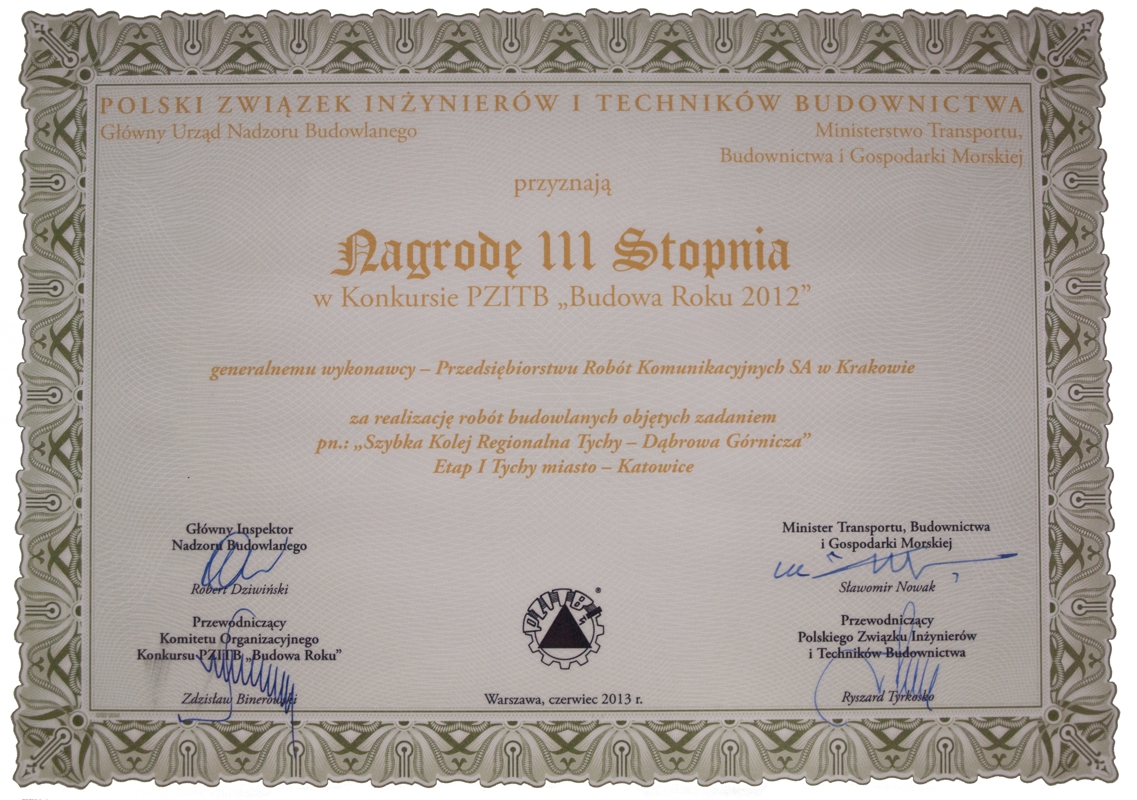 POLSKI ZWIĄZEK INŻYNIERÓW I TECHNIKÓW BUDOWNICTWA
Główny Urząd Nadzoru Budowlanego
Ministerstwo Transportu,
Budownictwa i Gospodarki Morskiej
przyznają
Nagrodę III Stopnia
w Konkursie PZITB „Budowa Roku 2012”
generalnemu wykonawcy – Przedsiębiorstwu Robót Komunikacyjnych SA w Krakowie
za realizację robót budowlanych objętych zadaniem
pn.: „Szybka Kolej Regionalna Tychy – Dąbrowa Górnicza”
Etap I Tychy miasto – Katowice
Główny Inspektor
Nadzoru Budowlanego
Robert Dziwiński
Minister Transportu, Budownictwa
i Gospodarki Morskiej
Sławomir Nowak
Przewodniczący
Komitetu Organizacyjnego
Konkursu PZITB „Budowa Roku”
Zdzisław Binerowski
PZITB
®
Warszawa, czerwiec 2013 r.
Przewodniczący
Polskiego Związku Inżynierów
i Techników Budownictwa
Ryszard Tyrkosko